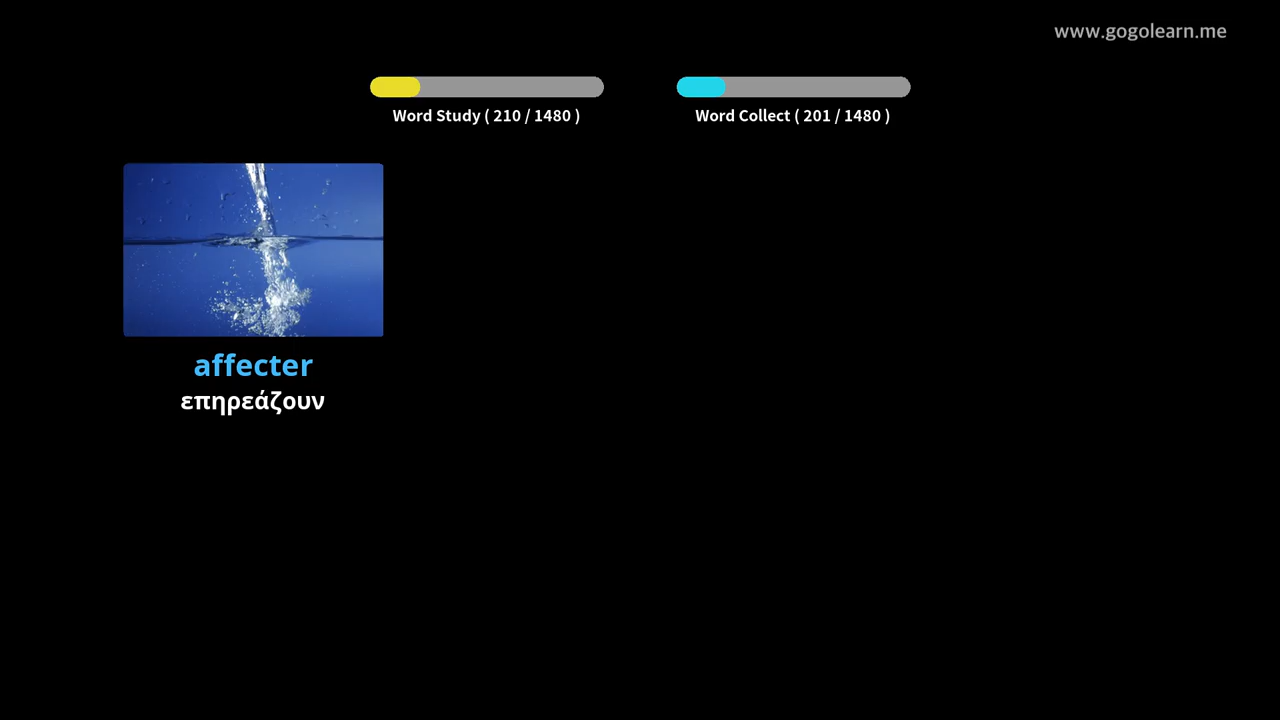 www.gogolearn.me
Word Study ( 210 / 1480 )
Word Collect ( 201 / 1480 )
affecter
επηρεάζουν